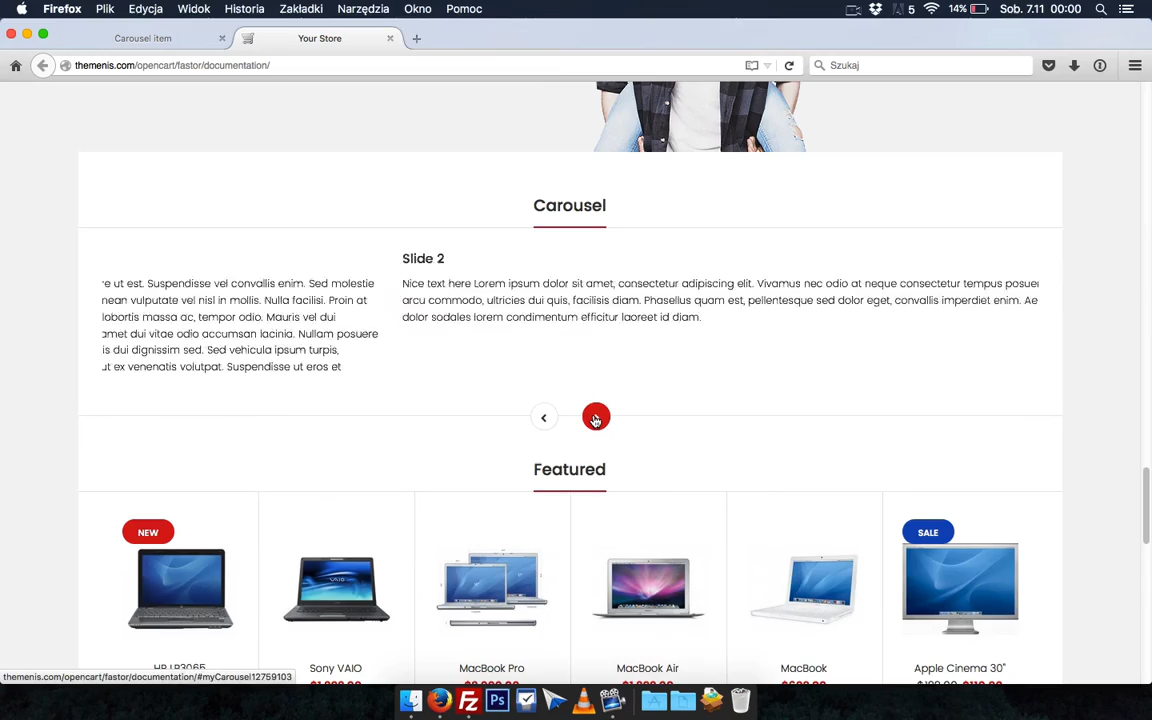 Firefox Plik Edycja Widok Historia Zakładki Narzędzia Okno Pomoc 5 14% Sob. 7.11 00:00
Carousel item Your Store
themenis.com/opencart/fastor/documentation/ Szukaj
Carousel
Slide 2
re ut est. Suspendisse vel convallis enim. Sed molestie
nean vulputate vel nisl in mollis. Nulla facilisi. Proin at
lobortis massa ac, tempor odio. Mauris vel dui
amet dui vitae odio accumsan lacinia. Nullam posuere
is dui dignissim sed. Sed vehicula ipsum turpis,
ut ex venenatis volutpat. Suspendisse ut eros et
Nice text here Lorem ipsum dolor sit amet, consectetur adipiscing elit. Vivamus nec odio at neque consectetur tempus posuer
arcu commodo, ultricies dui quis, facilisis diam. Phasellus quam est, pellentesque sed dolor eget, convallis imperdiet enim. Ae
dolor sodales lorem condimentum efficitur laoreet id diam.
Featured
NEW SALE
HP LP3065 Sony VAIO MacBook Pro MacBook Air MacBook Apple Cinema 30"
themenis.com/opencart/fastor/documentation/#myCarousel12759103
Fz Ps